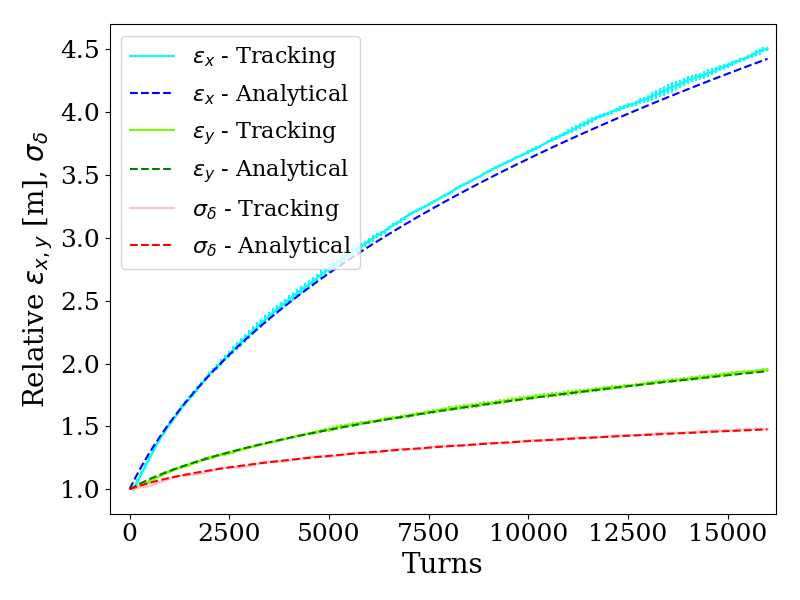 Relative εx,y [m], σδ
4.5
4.0
3.5
3.0
2.5
2.0
1.5
1.0
εx - Tracking
εx - Analytical
εy - Tracking
εy - Analytical
σδ - Tracking
σδ - Analytical
0 2500 5000 7500 10000 12500 15000
Turns